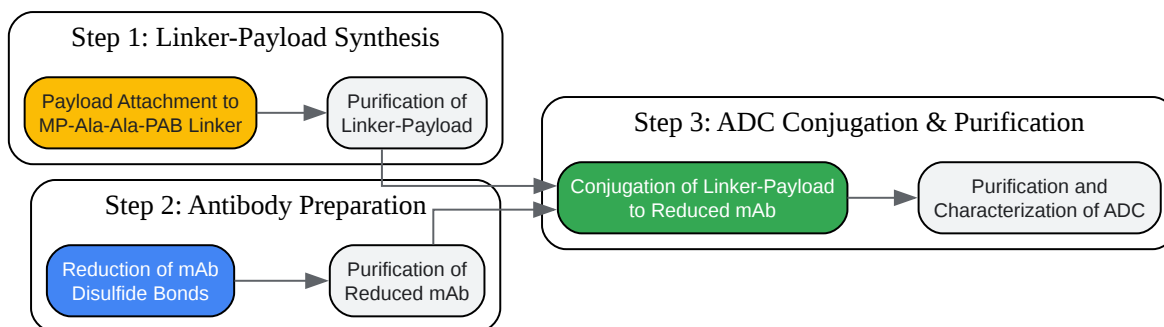 Step 1: Linker-Payload Synthesis
Payload Attachment to
MP-Ala-Ala-PAB Linker
Purification of
Linker-Payload
Step 2: Antibody Preparation
Reduction of mAb
Disulfide Bonds
Purification of
Reduced mAb
Step 3: ADC Conjugation & Purification
Conjugation of Linker-Payload
to Reduced mAb
Purification and
Characterization of ADC